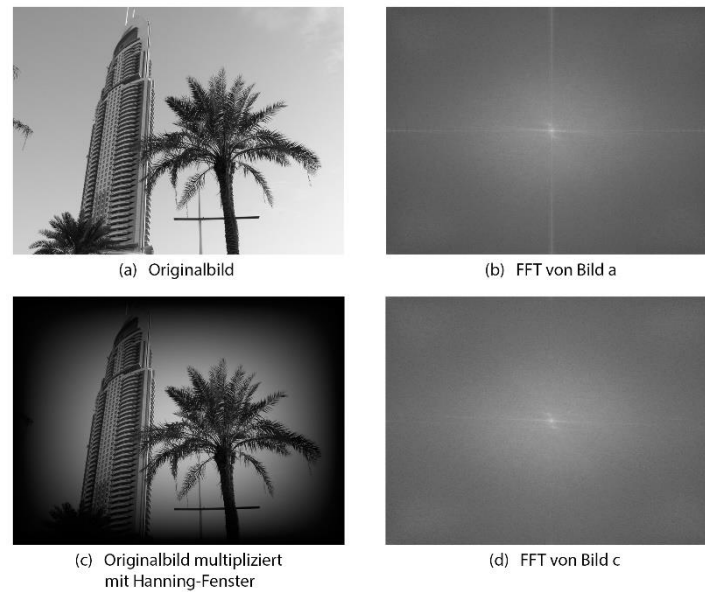 (a) Originalbild
(b) FFT von Bild a
(c) Originalbild multipliziert
mit Hanning-Fenster
(d) FFT von Bild c